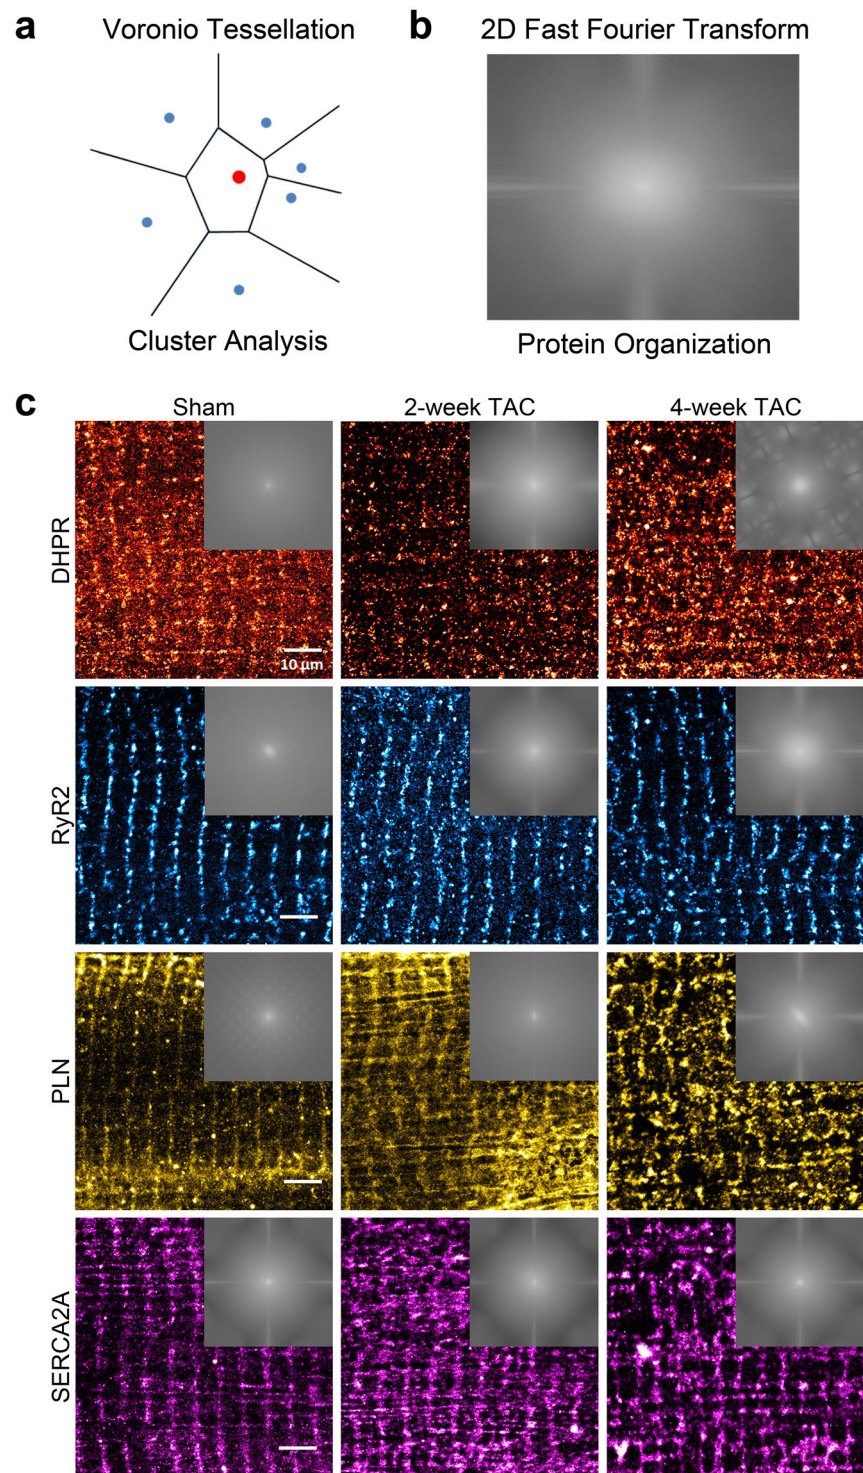 a
Voronio Tessellation
Cluster Analysis
b
2D Fast Fourier Transform
Protein Organization
c
Sham
2-week TAC
4-week TAC
DHPR
10 µm
RyR2
PLN
SERCA2A